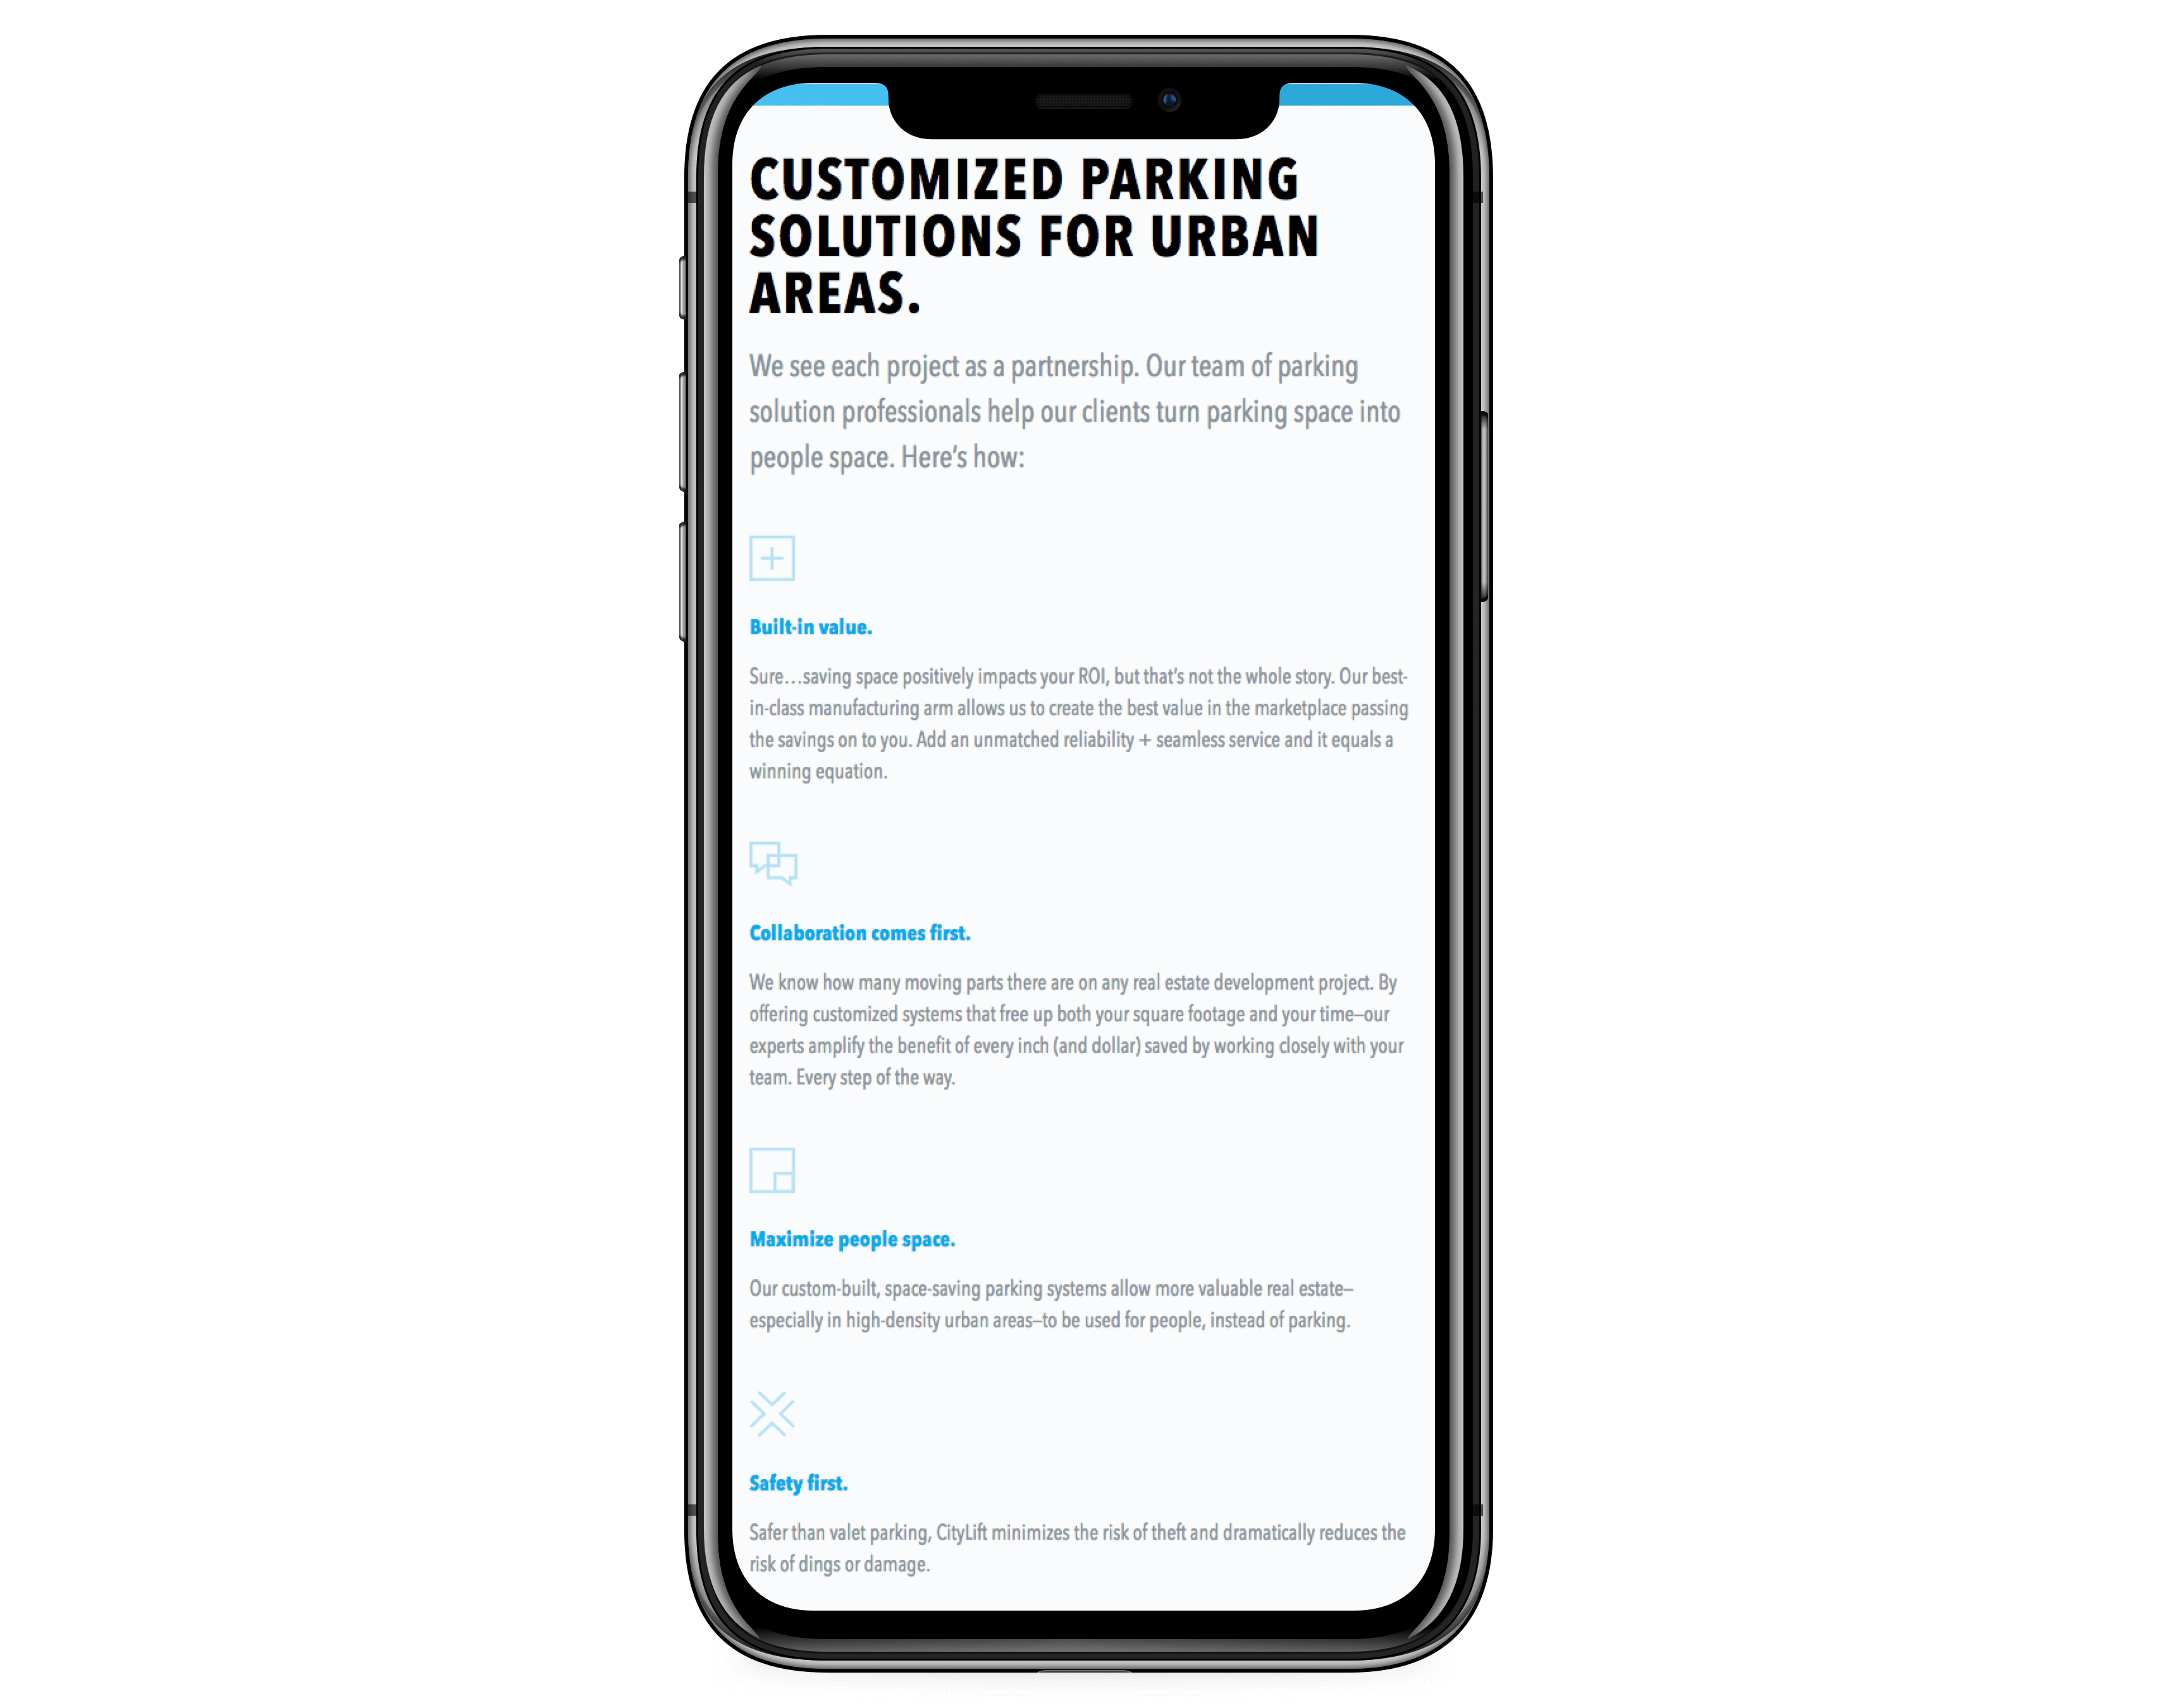 CUSTOMIZED PARKING
SOLUTIONS FOR URBAN
AREAS.
We see each project as a partnership. Our team of parking
solution professionals help our clients turn parking space into
people space. Here’s how:
Built-in value.
Sure…saving space positively impacts your ROI, but that’s not the whole story. Our best-
in-class manufacturing arm allows us to create the best value in the marketplace passing
the savings on to you. Add an unmatched reliability + seamless service and it equals a
winning equation.
Collaboration comes first.
We know how many moving parts there are on any real estate development project. By
offering customized systems that free up both your square footage and your time–our
experts amplify the benefit of every inch (and dollar) saved by working closely with your
team. Every step of the way.
Maximize people space.
Our custom-built, space-saving parking systems allow more valuable real estate–
especially in high-density urban areas–to be used for people, instead of parking.
Safety first.
Safer than valet parking, CityLift minimizes the risk of theft and dramatically reduces the
risk of dings or damage.